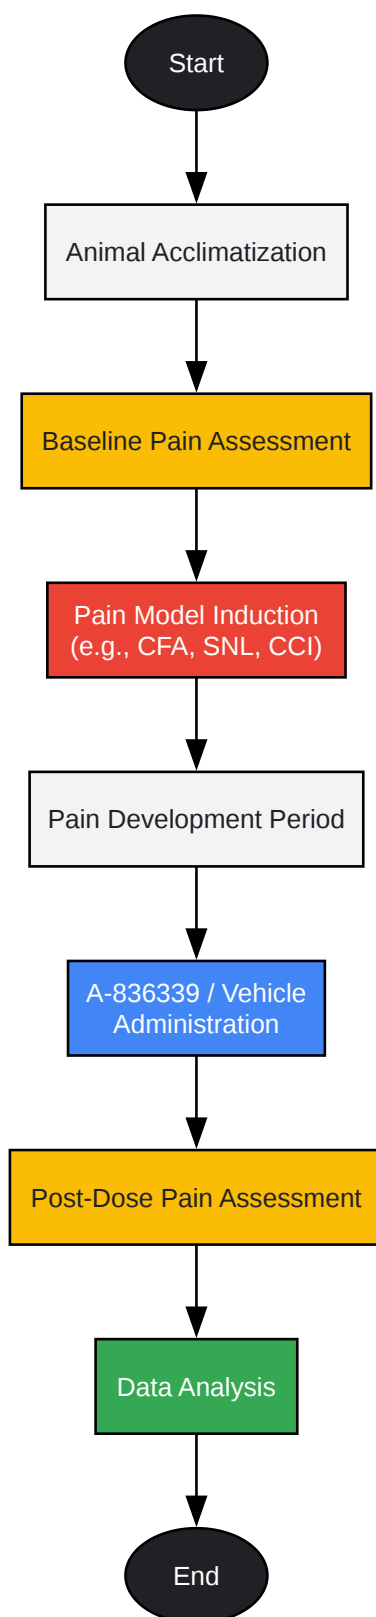 Start
Animal Acclimatization
Baseline Pain Assessment
Pain Model Induction
(e.g., CFA, SNL, CCI)
Pain Development Period
A-836339 / Vehicle
Administration
Post-Dose Pain Assessment
Data Analysis
End